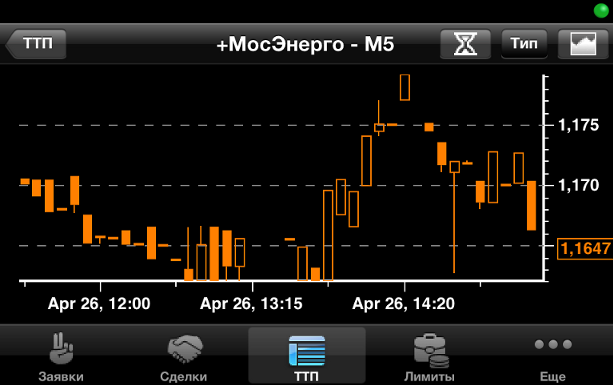 ТТП
+МосЭнерго - M5
Тип
1,175
1,170
1,1647
Apr 26, 12:00
Apr 26, 13:15
Apr 26, 14:20
Заявки
Сделки
ТТП
Лимиты
Еще